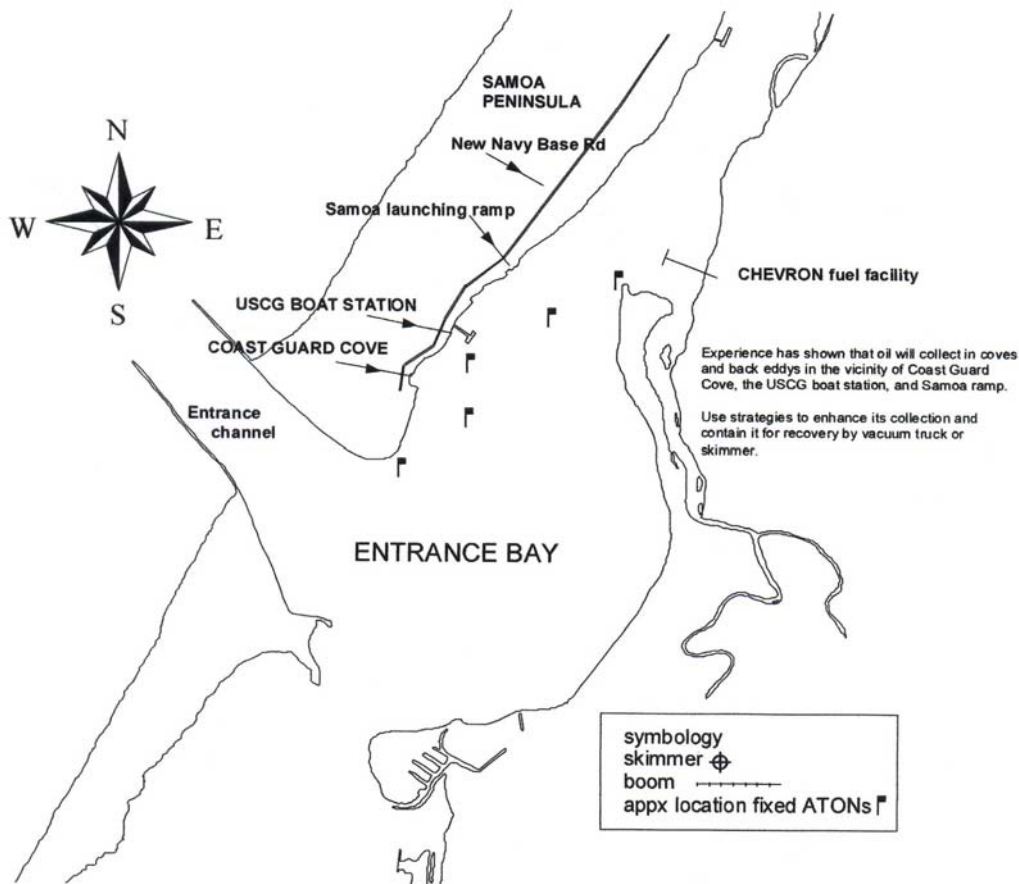 SAMOA
PENINSULA
New Navy Base Rd
N
Samoa launching ramp
W
E
CHEVRON fuel facility
S
USCG BOAT STATION
COAST GUARD COVE
Experience has shown that oil will collect in coves
and back eddys in the vicinity of Coast Guard
Cove, the USCG boat station, and Samoa ramp.
Use strategies to enhance its collection and
contain it for recovery by vacuum truck or
skimmer.
Entrance
channel
ENTRANCE BAY
symbology
skimmer
boom
appx location fixed ATONs